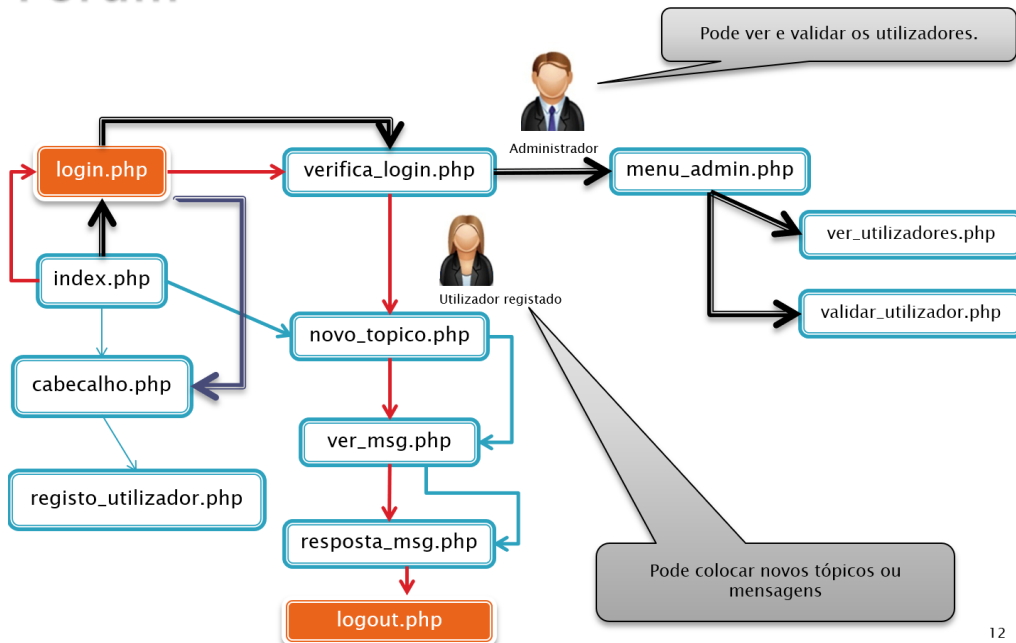 Pode ver e validar os utilizadores.
Administrador
login.php
verifica_login.php
menu_admin.php
ver_utilizadores.php
index.php
Utilizador registado
validar_utilizador.php
novo_topico.php
cabecalho.php
ver_msg.php
registo_utilizador.php
resposta_msg.php
Pode colocar novos tópicos ou
mensagens
logout.php
12